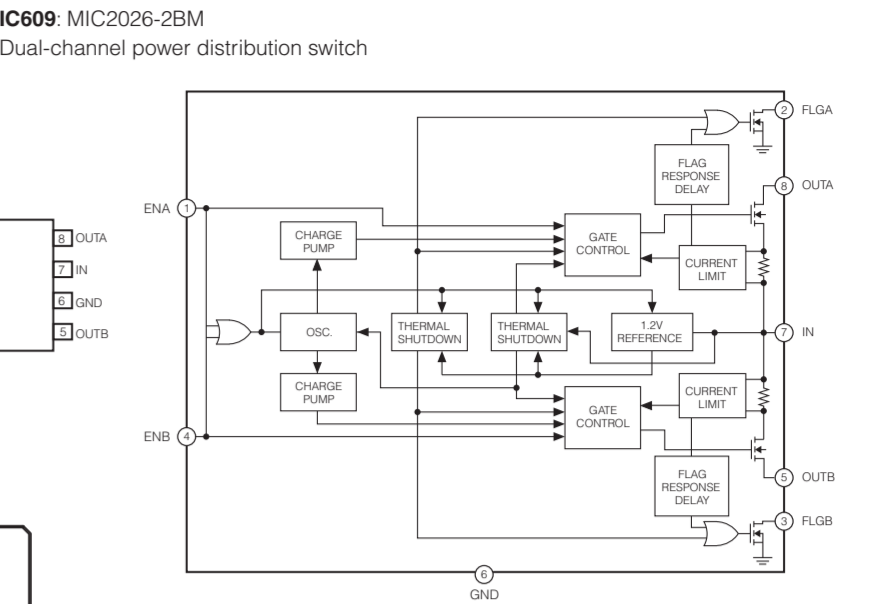 IC609: MIC2026-2BM
Dual-channel power distribution switch
2 FLGA
FLAG
RESPONSE
DELAY
8 OUTA
ENA 1
CHARGE
PUMP
GATE
CONTROL
CURRENT
LIMIT
8 OUTA
7 IN
6 GND
5 OUTB
OSC.
THERMAL
SHUTDOWN
THERMAL
SHUTDOWN
1.2V
REFERENCE
7 IN
CHARGE
PUMP
GATE
CONTROL
CURRENT
LIMIT
ENB 4
FLAG
RESPONSE
DELAY
5 OUTB
3 FLGB
6
GND